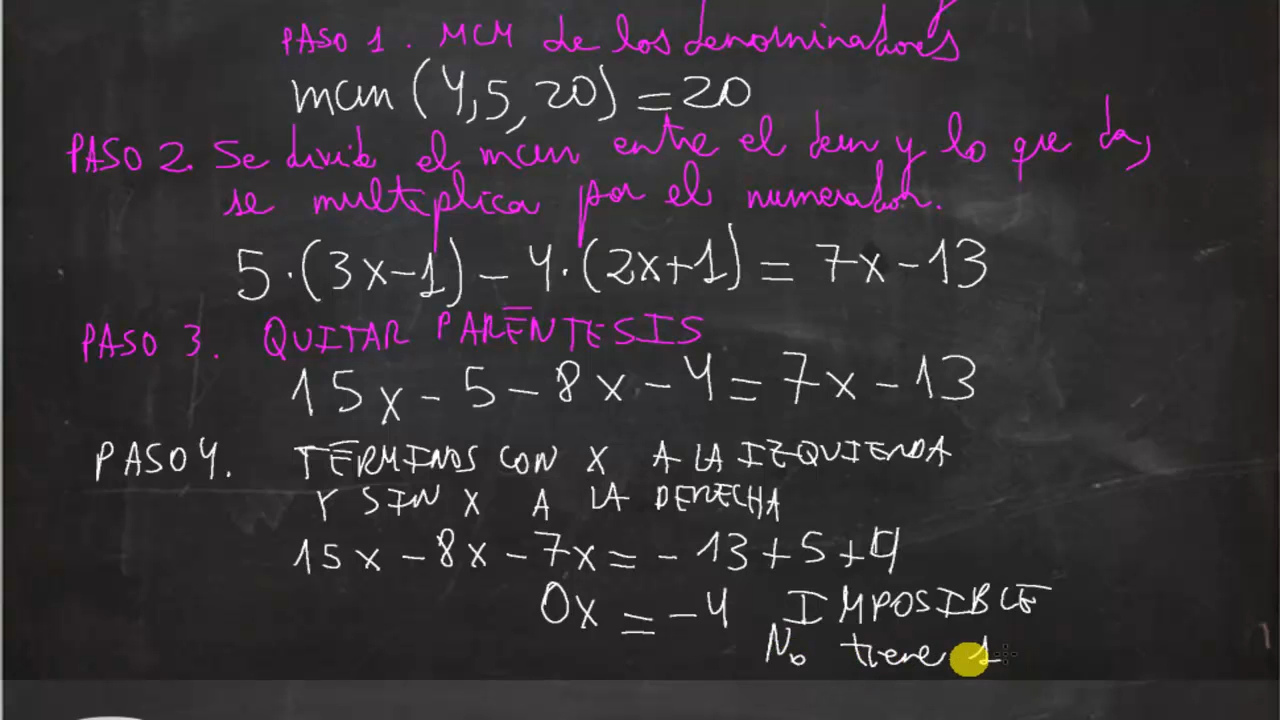 PASO 1. MCM de los denominadores
mcm (4,5,20) = 20
PASO 2. Se divide el mcm entre el den y lo que da,
se multiplica por el numerador.
5·(3x-1) - 4·(2x+1) = 7x-13
PASO 3. QUITAR PARÉNTESIS
15x - 5 - 8x - 4 = 7x - 13
PASO 4. TÉRMINOS CON X A LA IZQUIERDA
Y SIN X A LA DERECHA
15x - 8x - 7x = - 13 + 5 + 4
0x = -4 IMPOSIBLE
No tiene s